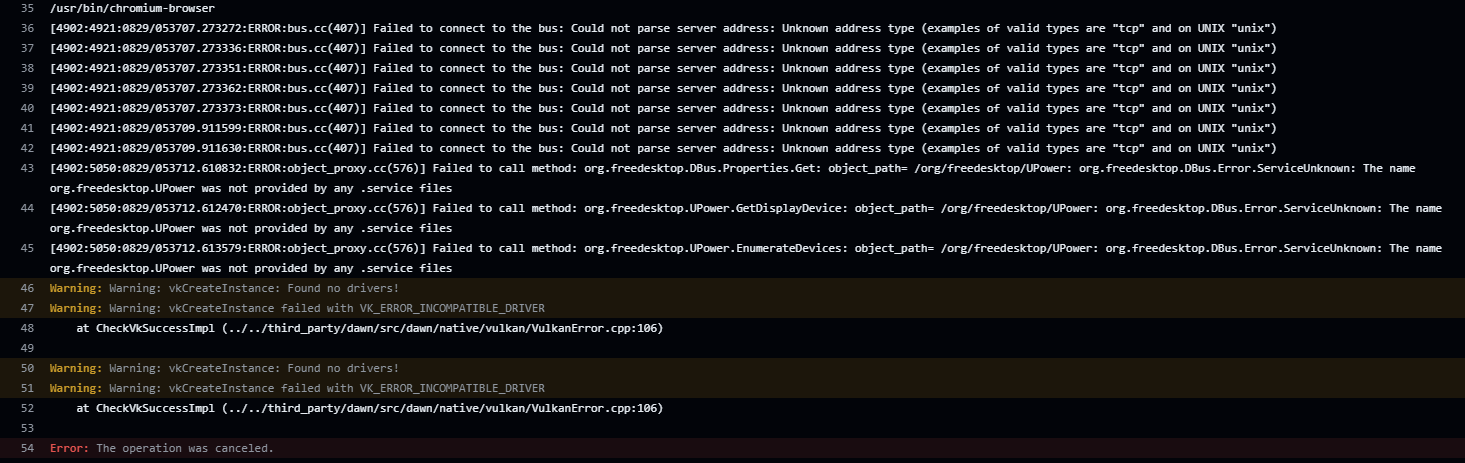 35 /usr/bin/chromium-browser
36 [4902:4921:0829/053707.273272:ERROR:bus.cc(407)] Failed to connect to the bus: Could not parse server address: Unknown address type (examples of valid types are "tcp" and on UNIX "unix")
37 [4902:4921:0829/053707.273336:ERROR:bus.cc(407)] Failed to connect to the bus: Could not parse server address: Unknown address type (examples of valid types are "tcp" and on UNIX "unix")
38 [4902:4921:0829/053707.273351:ERROR:bus.cc(407)] Failed to connect to the bus: Could not parse server address: Unknown address type (examples of valid types are "tcp" and on UNIX "unix")
39 [4902:4921:0829/053707.273362:ERROR:bus.cc(407)] Failed to connect to the bus: Could not parse server address: Unknown address type (examples of valid types are "tcp" and on UNIX "unix")
40 [4902:4921:0829/053707.273373:ERROR:bus.cc(407)] Failed to connect to the bus: Could not parse server address: Unknown address type (examples of valid types are "tcp" and on UNIX "unix")
41 [4902:4921:0829/053709.911599:ERROR:bus.cc(407)] Failed to connect to the bus: Could not parse server address: Unknown address type (examples of valid types are "tcp" and on UNIX "unix")
42 [4902:4921:0829/053709.911630:ERROR:bus.cc(407)] Failed to connect to the bus: Could not parse server address: Unknown address type (examples of valid types are "tcp" and on UNIX "unix")
43 [4902:5050:0829/053712.610832:ERROR:object_proxy.cc(576)] Failed to call method: org.freedesktop.DBus.Properties.Get: object_path= /org/freedesktop/UPower: org.freedesktop.DBus.Error.ServiceUnknown: The name
org.freedesktop.UPower was not provided by any .service files
44 [4902:5050:0829/053712.612470:ERROR:object_proxy.cc(576)] Failed to call method: org.freedesktop.UPower.GetDisplayDevice: object_path= /org/freedesktop/UPower: org.freedesktop.DBus.Error.ServiceUnknown: The name
org.freedesktop.UPower was not provided by any .service files
45 [4902:5050:0829/053712.613579:ERROR:object_proxy.cc(576)] Failed to call method: org.freedesktop.UPower.EnumerateDevices: object_path= /org/freedesktop/UPower: org.freedesktop.DBus.Error.ServiceUnknown: The name
org.freedesktop.UPower was not provided by any .service files
46 Warning: Warning: vkCreateInstance: Found no drivers!
47 Warning: Warning: vkCreateInstance failed with VK_ERROR_INCOMPATIBLE_DRIVER
48 at CheckVkSuccessImpl (../../third_party/dawn/src/dawn/native/vulkan/VulkanError.cpp:106)
49
50 Warning: Warning: vkCreateInstance: Found no drivers!
51 Warning: Warning: vkCreateInstance failed with VK_ERROR_INCOMPATIBLE_DRIVER
52 at CheckVkSuccessImpl (../../third_party/dawn/src/dawn/native/vulkan/VulkanError.cpp:106)
53
54 Error: The operation was canceled.